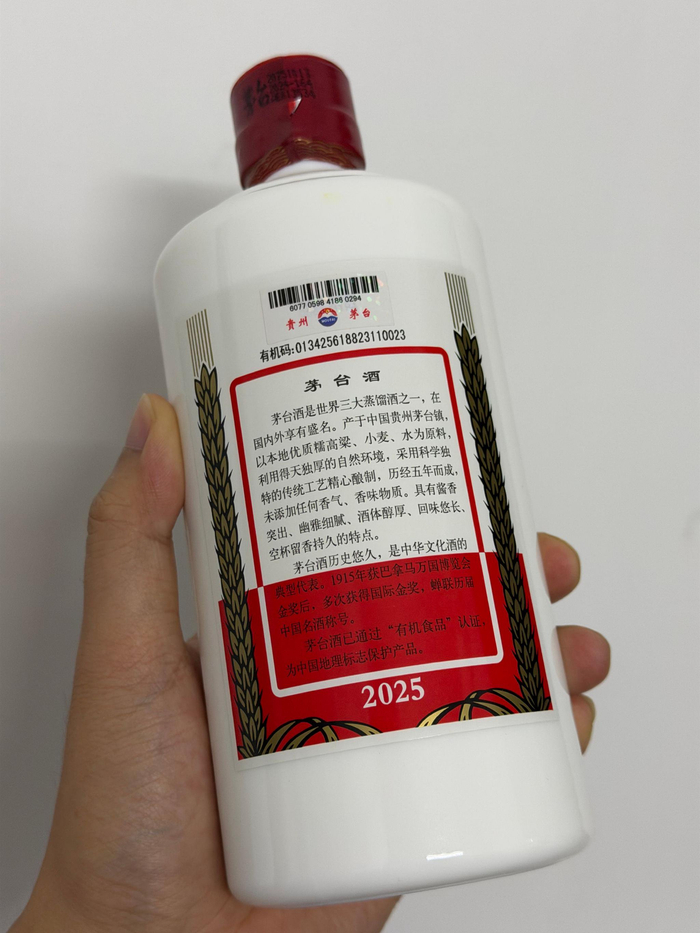 6077 0598 4186 0294
贵州 茅台
有机码:013425618823110023
茅台酒
茅台酒是世界三大蒸馏酒之一，在
国内外享有盛名。产于中国贵州茅台镇，
以本地优质糯高粱、小麦、水为原料，
利用得天独厚的自然环境，采用科学独
特的传统工艺精心酿制，历经五年而成，
未添加任何香气、香味物质。具有酱香
突出、幽雅细腻、酒体醇厚、回味悠长、
空杯留香持久的特点。
茅台酒历史悠久，是中华文化酒的
典型代表。1915年获巴拿马万国博览会
金奖后，多次获得国际金奖，蝉联历届
中国名酒称号。
茅台酒已通过“有机食品”认证，
为中国地理标志保护产品。
2025